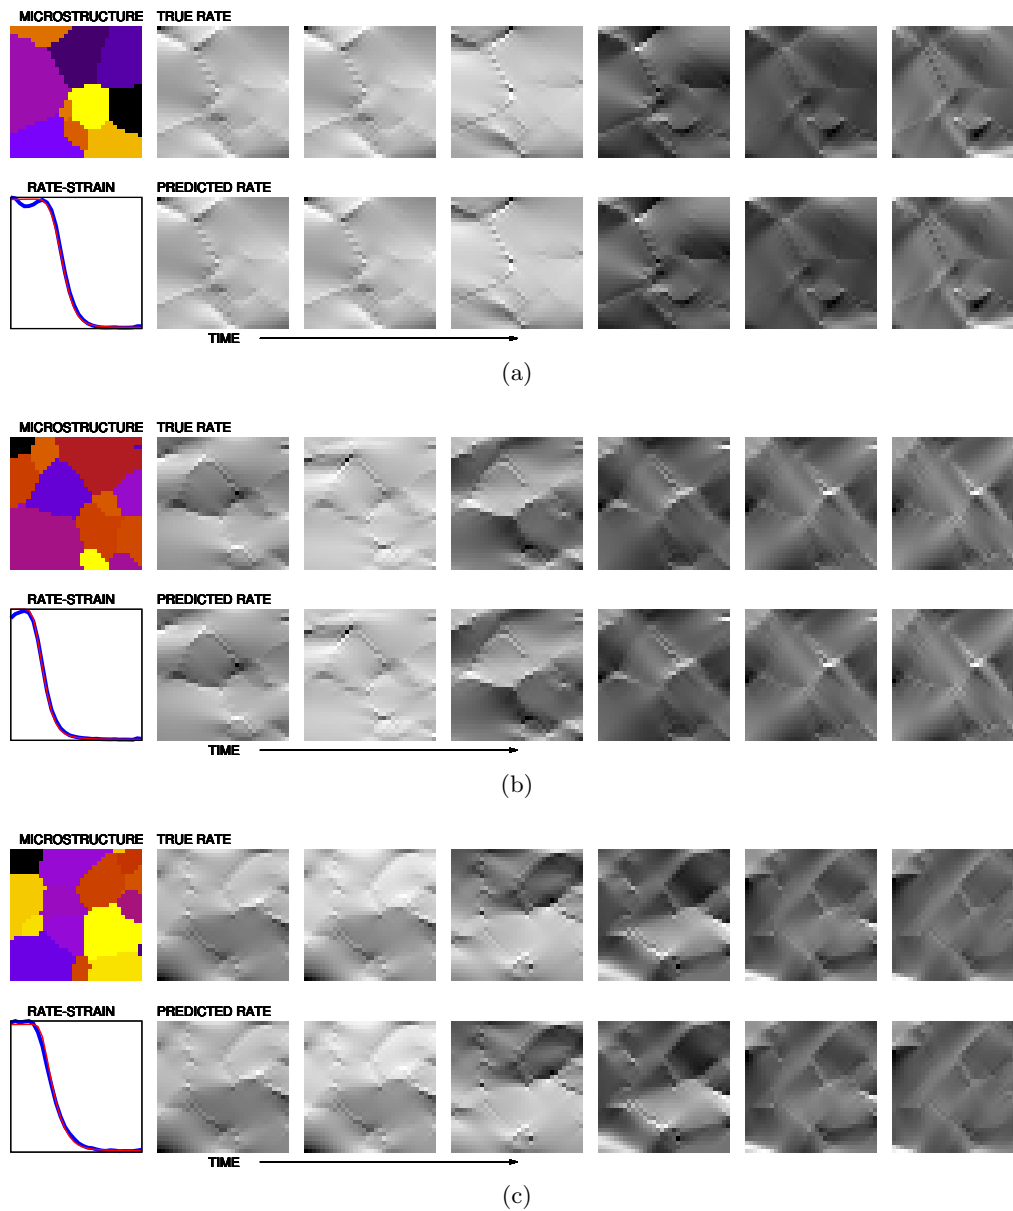 MICROSTRUCTURE TRUE RATE
RATE-STRAIN PREDICTED RATE
TIME
(a)
MICROSTRUCTURE TRUE RATE
RATE-STRAIN PREDICTED RATE
TIME
(b)
MICROSTRUCTURE TRUE RATE
RATE-STRAIN PREDICTED RATE
TIME
(c)